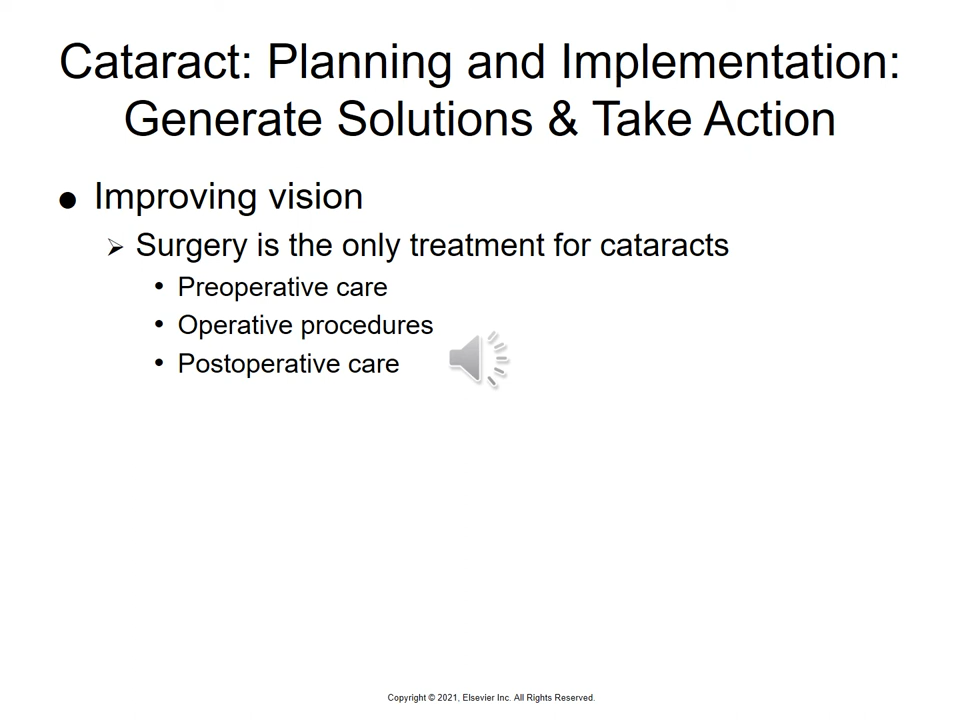 Cataract: Planning and Implementation:
Generate Solutions & Take Action
● Improving vision
➢ Surgery is the only treatment for cataracts
• Preoperative care
• Operative procedures
• Postoperative care
Copyright © 2021, Elsevier Inc. All Rights Reserved.